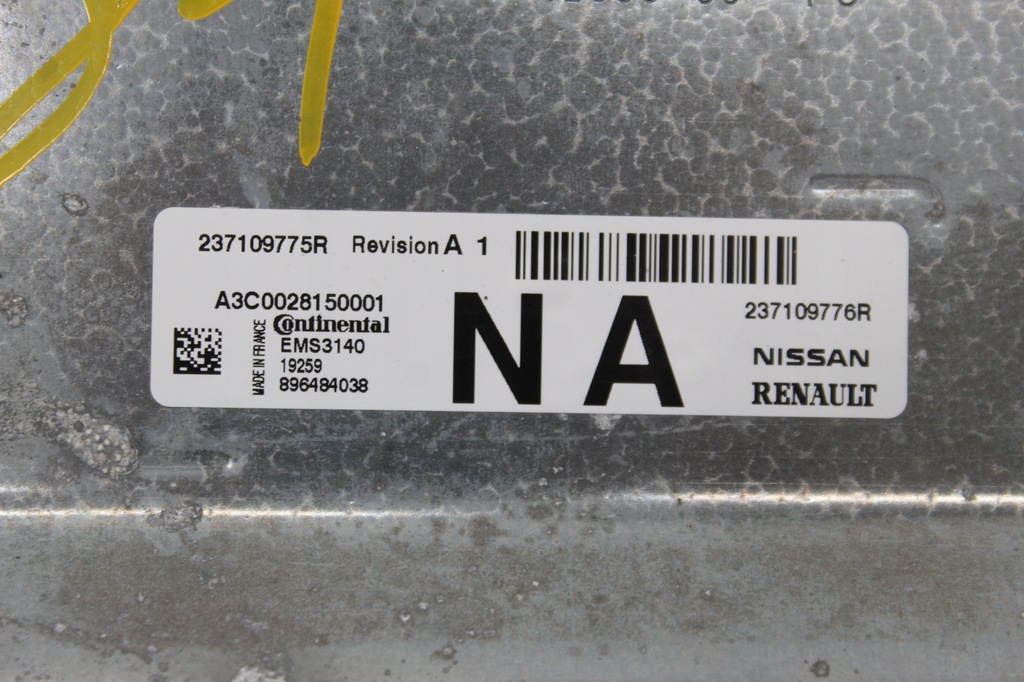 237109775R Revision A 1
A3C0028150001
Continental
MADE IN FRANCE
EMS3140
19259
896484038
NA
237109776R
NISSAN
RENAULT